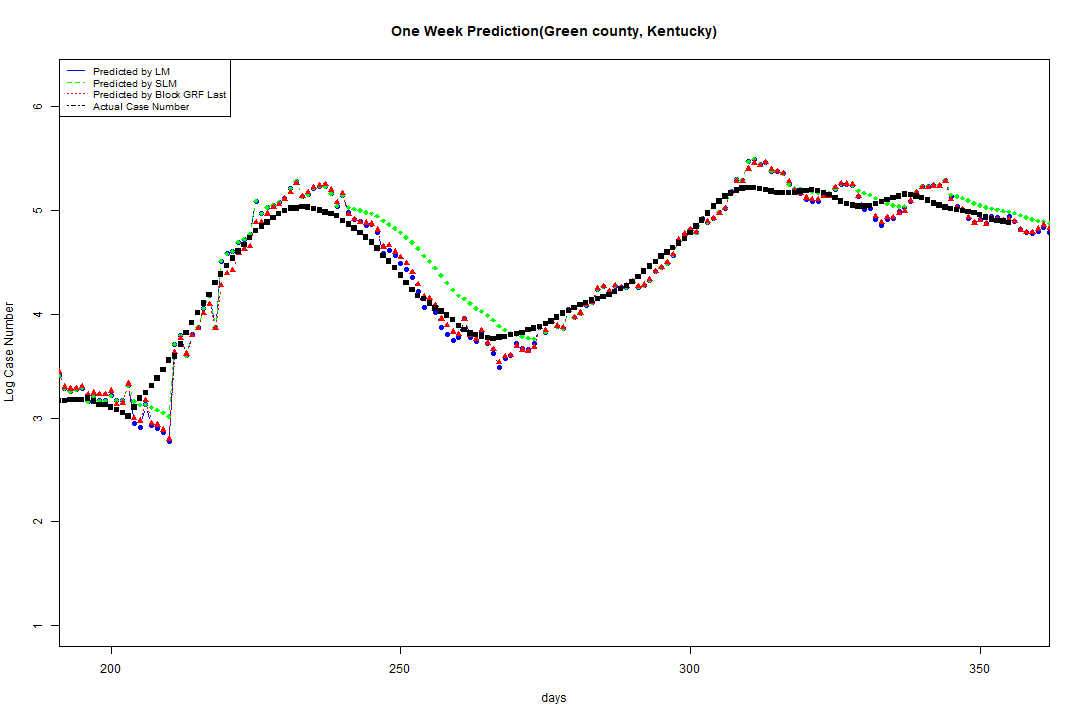 One Week Prediction(Green county, Kentucky)
Predicted by LM
Predicted by SLM
Predicted by Block GRF Last
Actual Case Number
6
5
4
3
2
1
Log Case Number
200
250
300
350
days